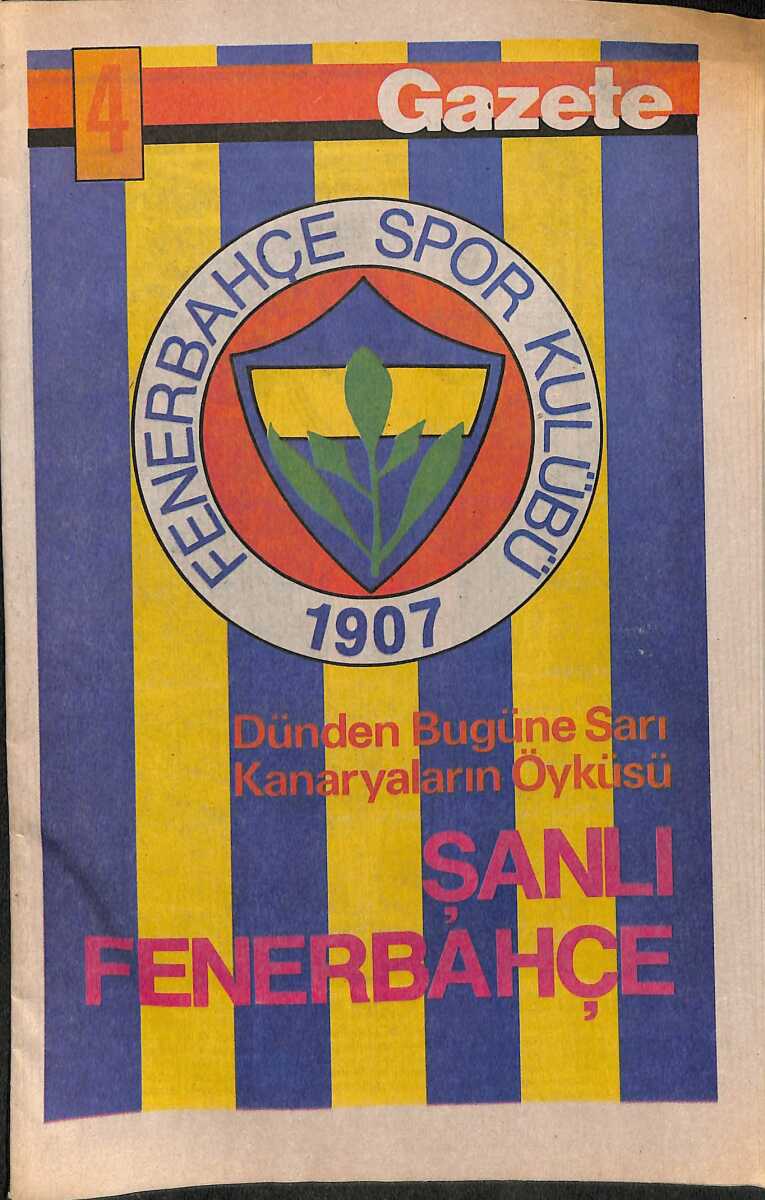 4
Gazete
FENERBAHÇE SPOR KULÜBÜ
1907
Dünden Bugüne Sarı
Kanaryaların Öyküsü
ŞANLI
FENERBAHÇE